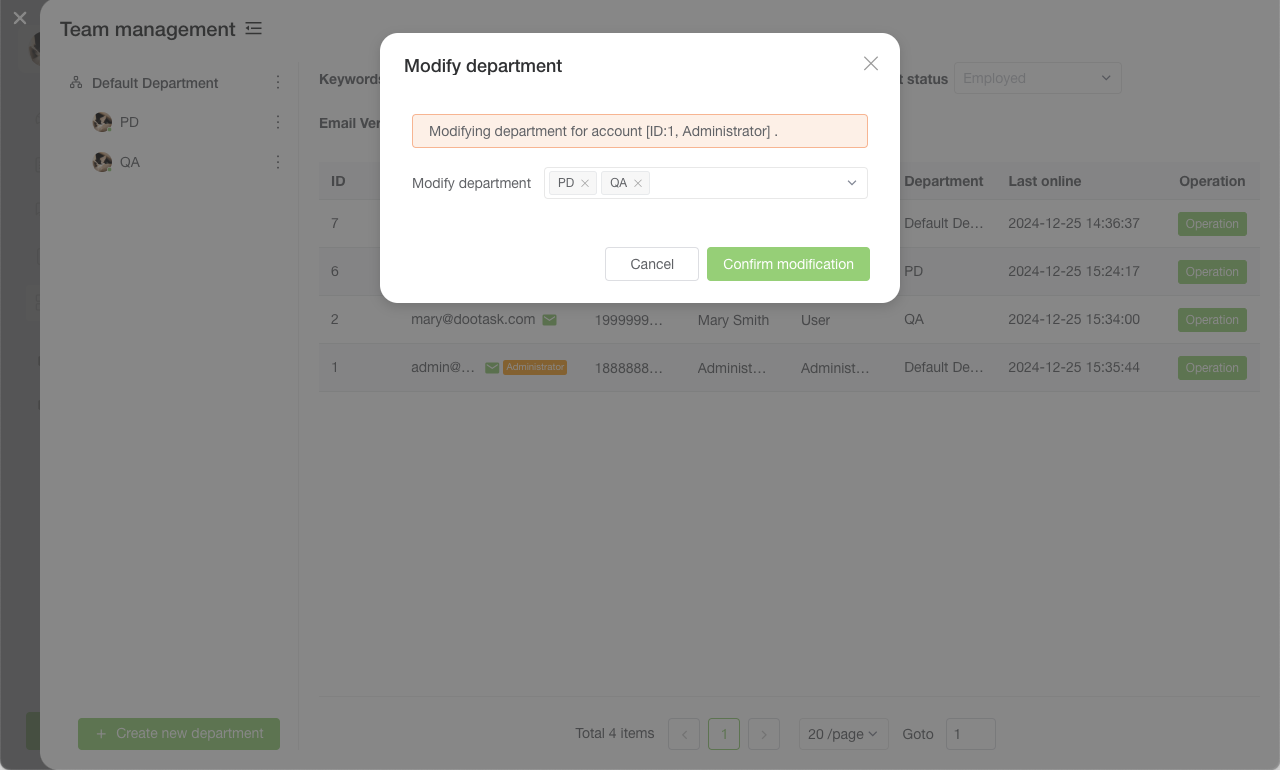 Team management
Default Department
PD
QA
Create new department
Keywords
t status
Employed
Email Ver
ID
Department
Last online
Operation
7
Default De...
2024-12-25 14:36:37
Operation
6
PD
2024-12-25 15:24:17
Operation
2
mary@dootask.com
1999999...
Mary Smith
User
QA
2024-12-25 15:34:00
Operation
1
admin@...
Administrator
1888888...
Administ...
Administ...
Default De...
2024-12-25 15:35:44
Operation
Total 4 items
1
20 /page
Goto
1
Modify department
Modifying department for account [ID:1, Administrator] .
Modify department
PD
QA
Cancel
Confirm modification